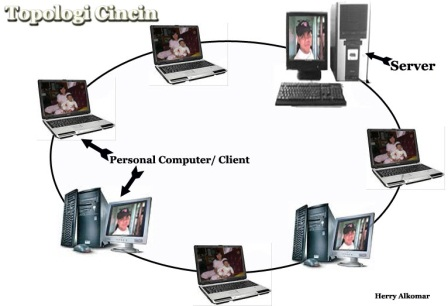 Topologi Cincin
Server
Personal Computer/ Client
Herry Alkomar